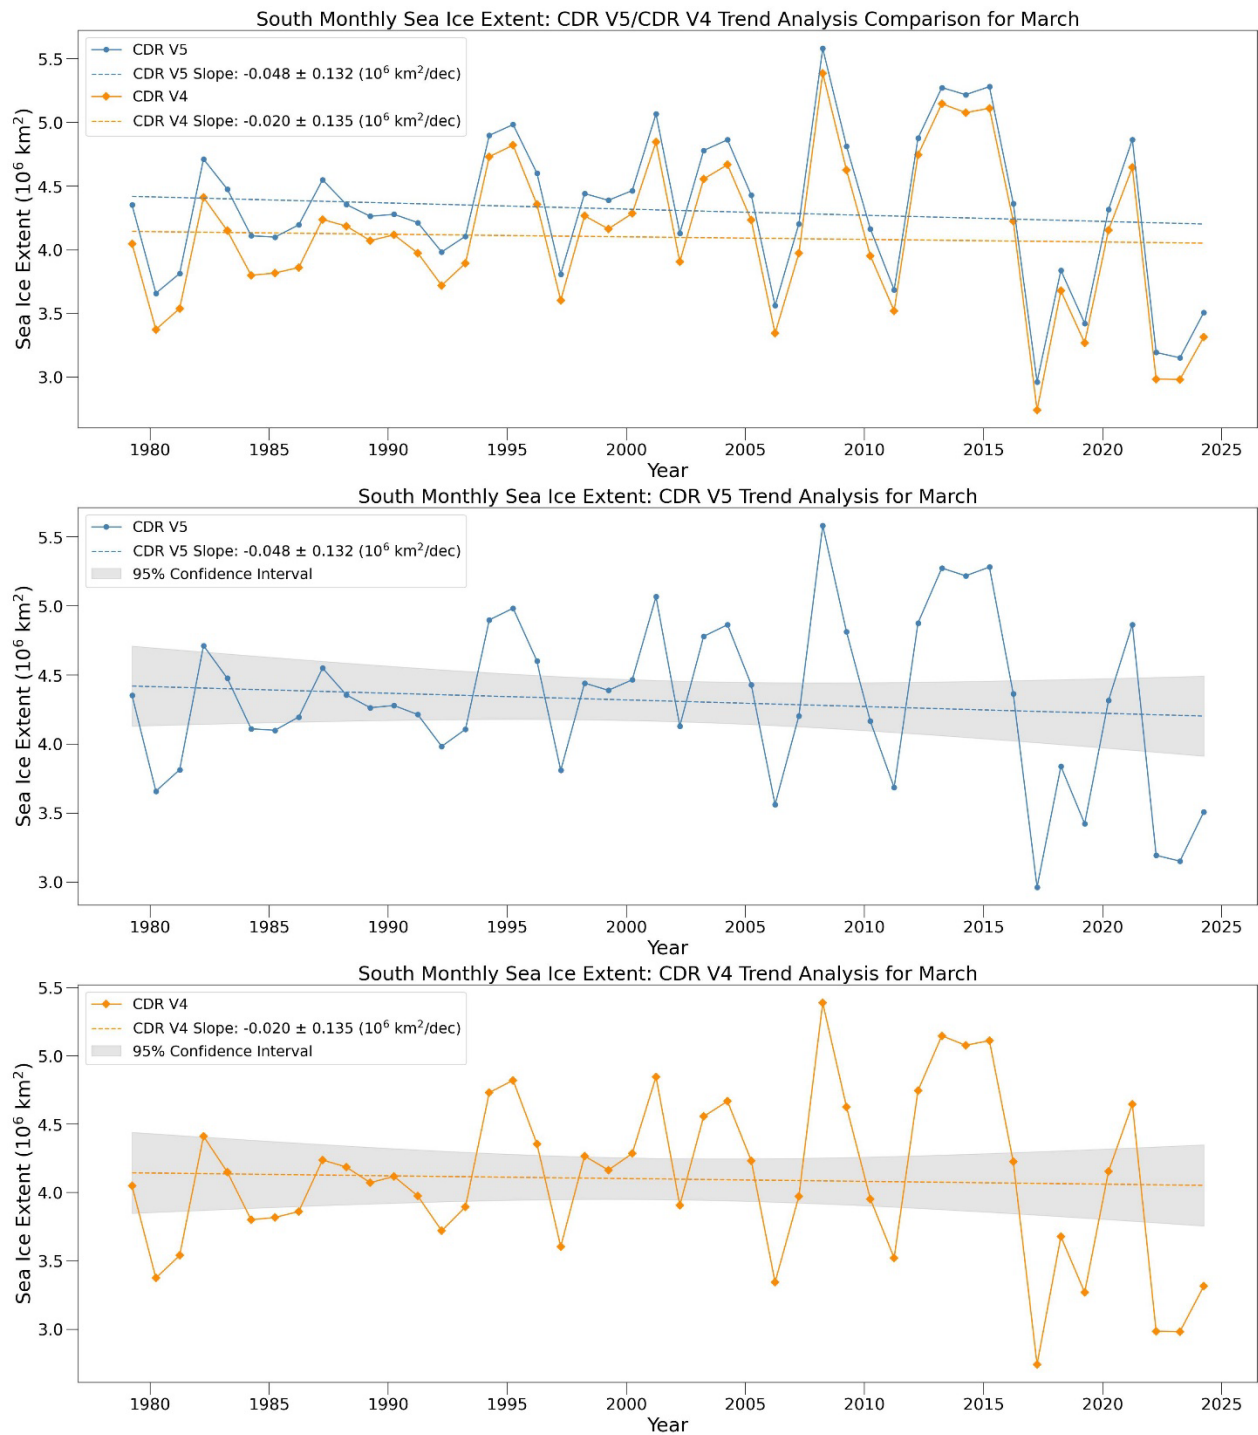 South Monthly Sea Ice Extent: CDR V5/CDR V4 Trend Analysis Comparison for March
CDR V5
CDR V5 Slope: -0.048 ± 0.132 (10⁶ km²/dec)
CDR V4
CDR V4 Slope: -0.020 ± 0.135 (10⁶ km²/dec)
Sea Ice Extent (10⁶ km²)
5.5
5.0
4.5
4.0
3.5
3.0
1980 1985 1990 1995 2000 2005 2010 2015 2020 2025
Year
South Monthly Sea Ice Extent: CDR V5 Trend Analysis for March
CDR V5
CDR V5 Slope: -0.048 ± 0.132 (10⁶ km²/dec)
95% Confidence Interval
Sea Ice Extent (10⁶ km²)
5.5
5.0
4.5
4.0
3.5
3.0
1980 1985 1990 1995 2000 2005 2010 2015 2020 2025
Year
South Monthly Sea Ice Extent: CDR V4 Trend Analysis for March
CDR V4
CDR V4 Slope: -0.020 ± 0.135 (10⁶ km²/dec)
95% Confidence Interval
Sea Ice Extent (10⁶ km²)
5.5
5.0
4.5
4.0
3.5
3.0
1980 1985 1990 1995 2000 2005 2010 2015 2020 2025
Year